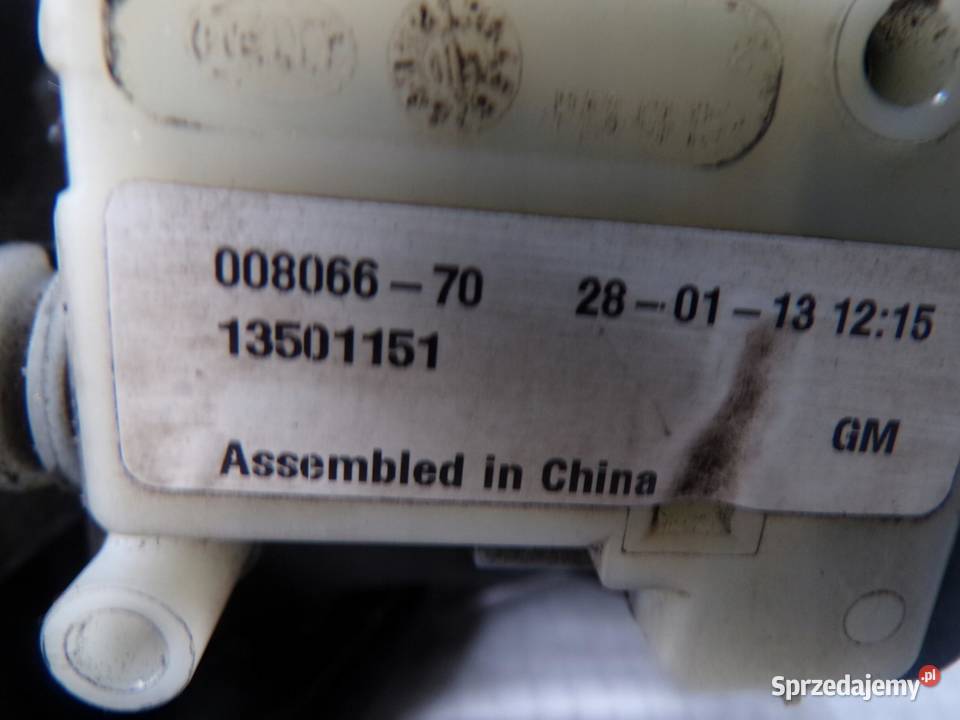 008066-70 28-01-13 12:15
13501151
GM
Assembled in China
Sprzedajemy.pl